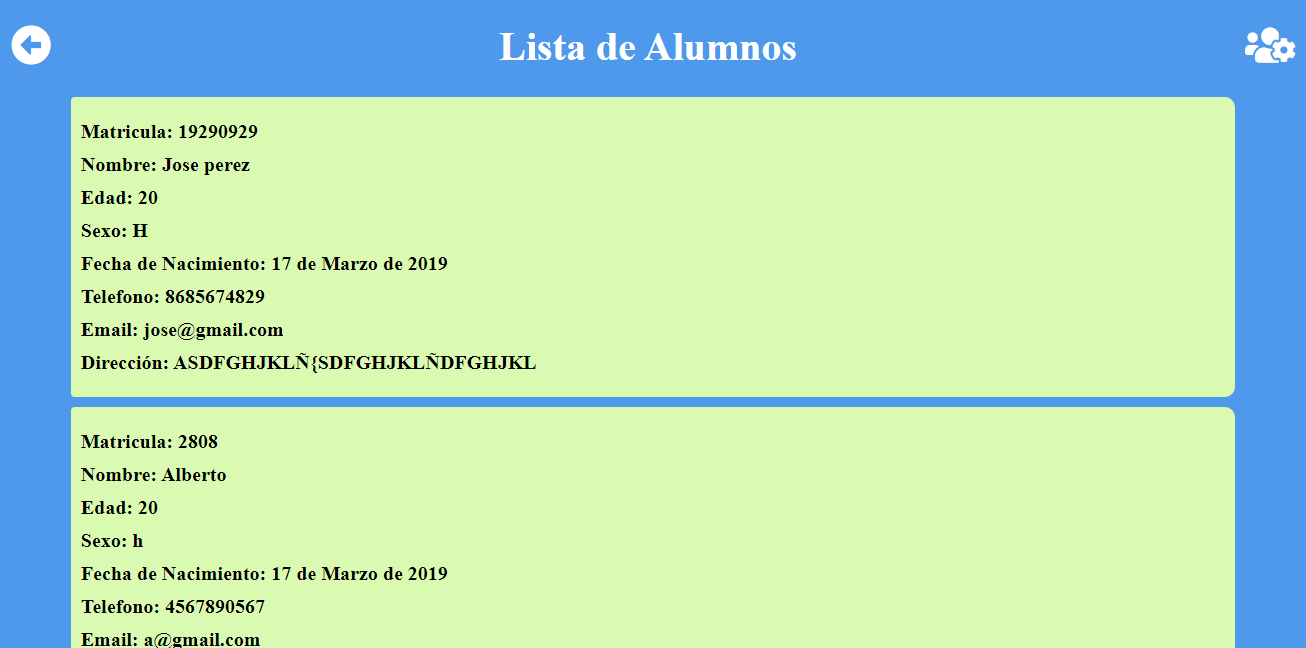 Lista de Alumnos
Matricula: 19290929
Nombre: Jose perez
Edad: 20
Sexo: H
Fecha de Nacimiento: 17 de Marzo de 2019
Telefono: 8685674829
Email: jose@gmail.com
Dirección: ASDFGHJKLÑ{SDFGHJKLÑDFGHJKL
Matricula: 2808
Nombre: Alberto
Edad: 20
Sexo: h
Fecha de Nacimiento: 17 de Marzo de 2019
Telefono: 4567890567
Email: a@gmail.com